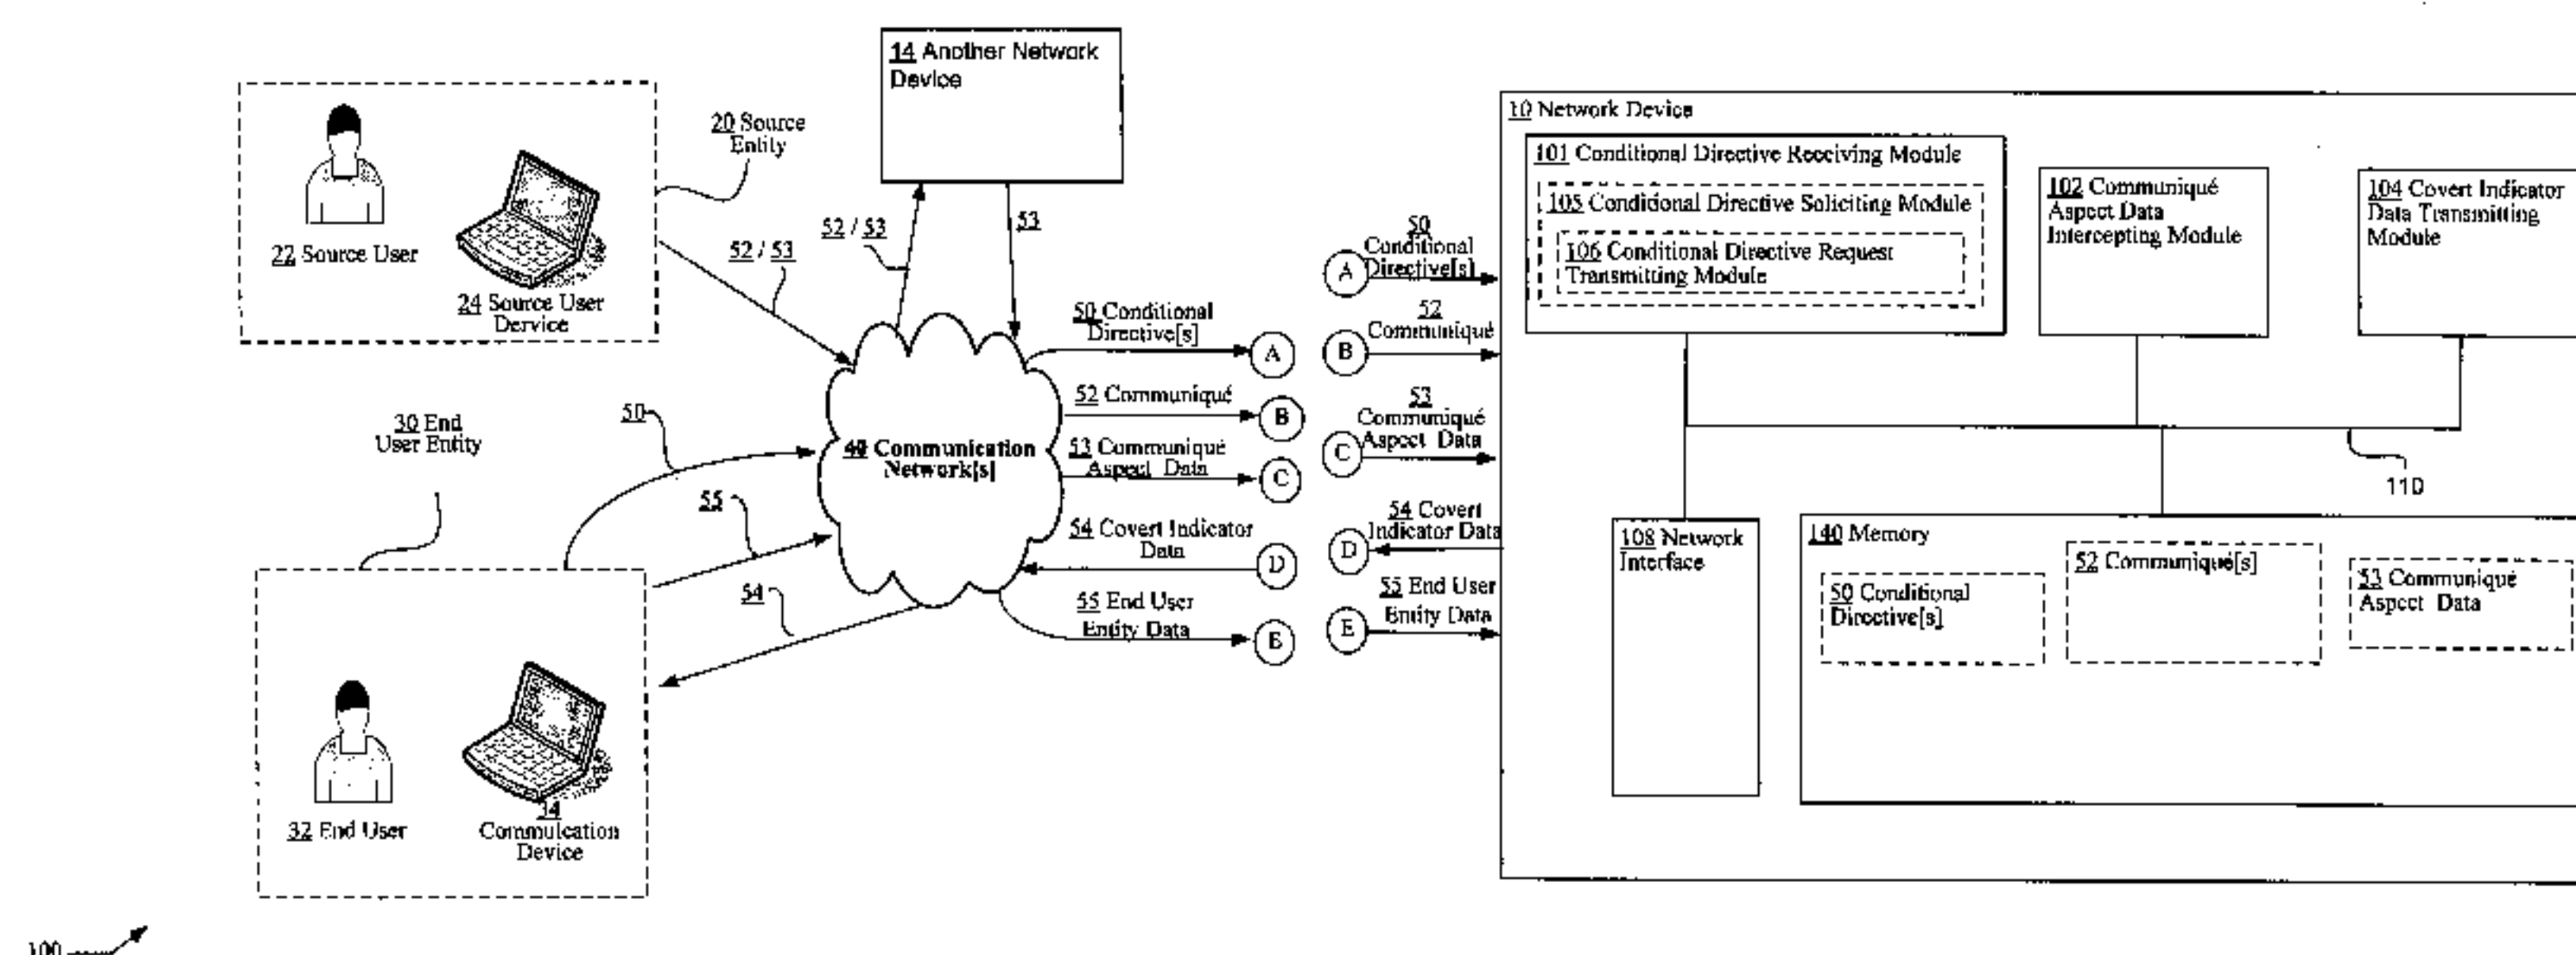 14 Another Network
Device
20 Source
Entity
22 Source User
24 Source User
Dervice
52 / 53
52 / 53
53
30 End
User Entity
50
55
54
32 End User
34
Commuication
Device
40 Communication
Network[s]
50 Conditional
Directive[s]
A
52 Communiqué
B
53 Communiqué
Aspect Data
C
54 Covert Indicator
Data
D
55 End User
Entity Data
E
50
Conditional
Directive[s]
A
52
Communiqué
B
53
Communiqué
Aspect Data
C
54 Covert
Indicator Data
D
55 End User
Entity Data
E
10 Network Device
101 Conditional Directive Receiving Module
105 Conditional Directive Soliciting Module
106 Conditional Directive Request
Transmitting Module
102 Communiqué
Aspect Data
Intercepting Module
104 Covert Indicator
Data Transmitting
Module
110
108 Network
Interface
140 Memory
50 Conditional
Directive[s]
52 Communiqué[s]
53 Communiqué
Aspect Data
100